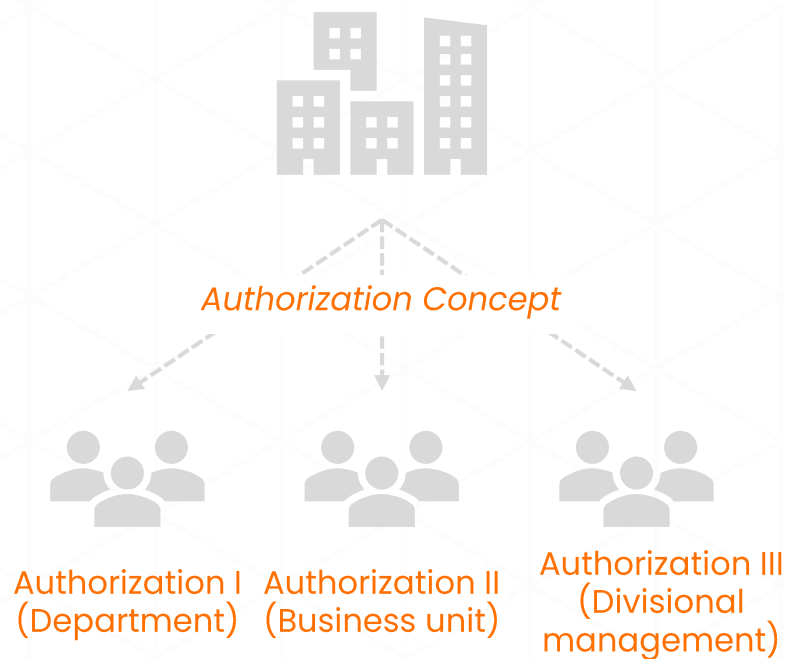 Authorization Concept
Authorization I
(Department)
Authorization II
(Business unit)
Authorization III
(Divisional
management)